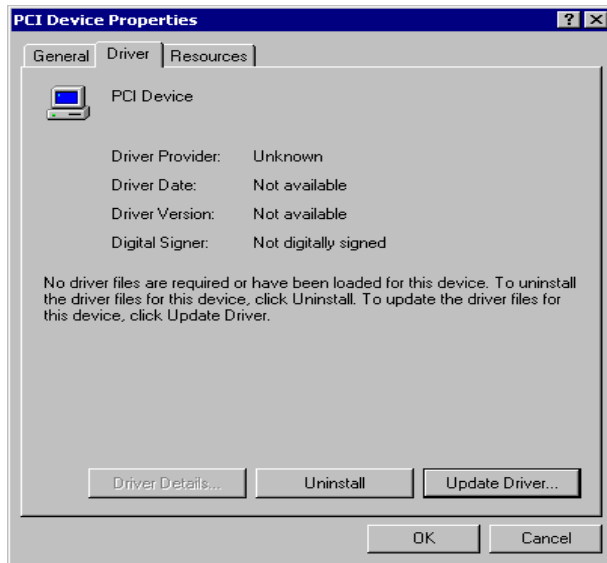 PCI Device Properties
General Driver Resources
PCI Device
Driver Provider: Unknown
Driver Date: Not available
Driver Version: Not available
Digital Signer: Not digitally signed
No driver files are required or have been loaded for this device. To uninstall
the driver files for this device, click Uninstall. To update the driver files for
this device, click Update Driver.
Driver Details... Uninstall Update Driver...
OK Cancel